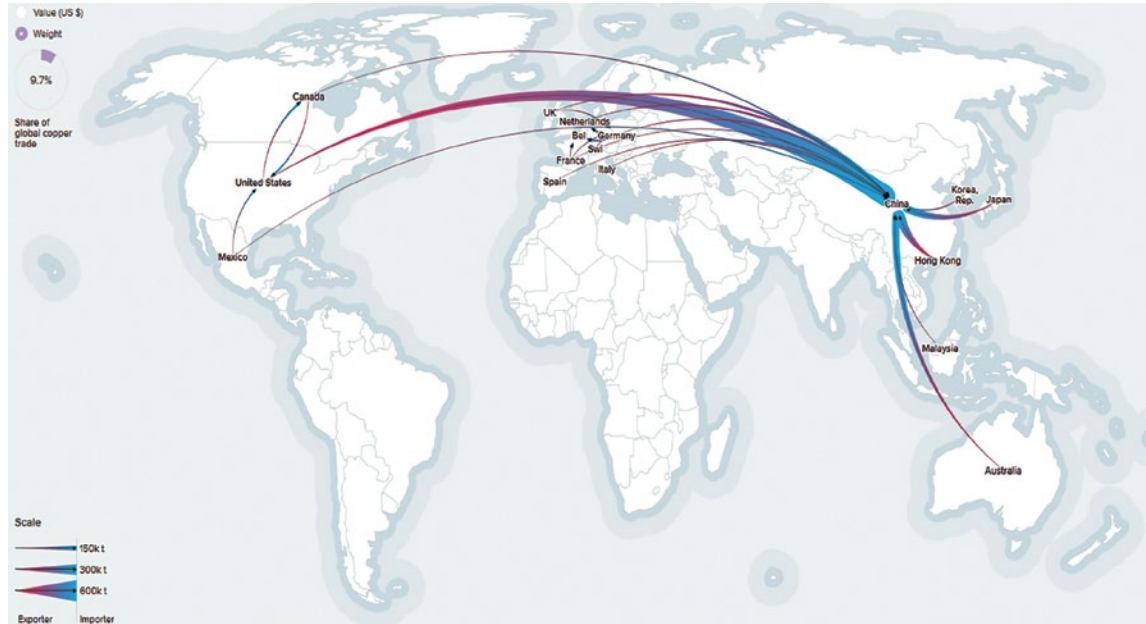 Value (US $)
Weight
9.7%
Share of
global copper
trade
Canada
United States
Mexico
UK
Netherlands
Bel
Germany
Swi
France
Italy
Spain
China
Korea,
Rep.
Japan
Hong Kong
Malaysia
Australia
Scale
150k t
300k t
600k t
Exporter
Importer